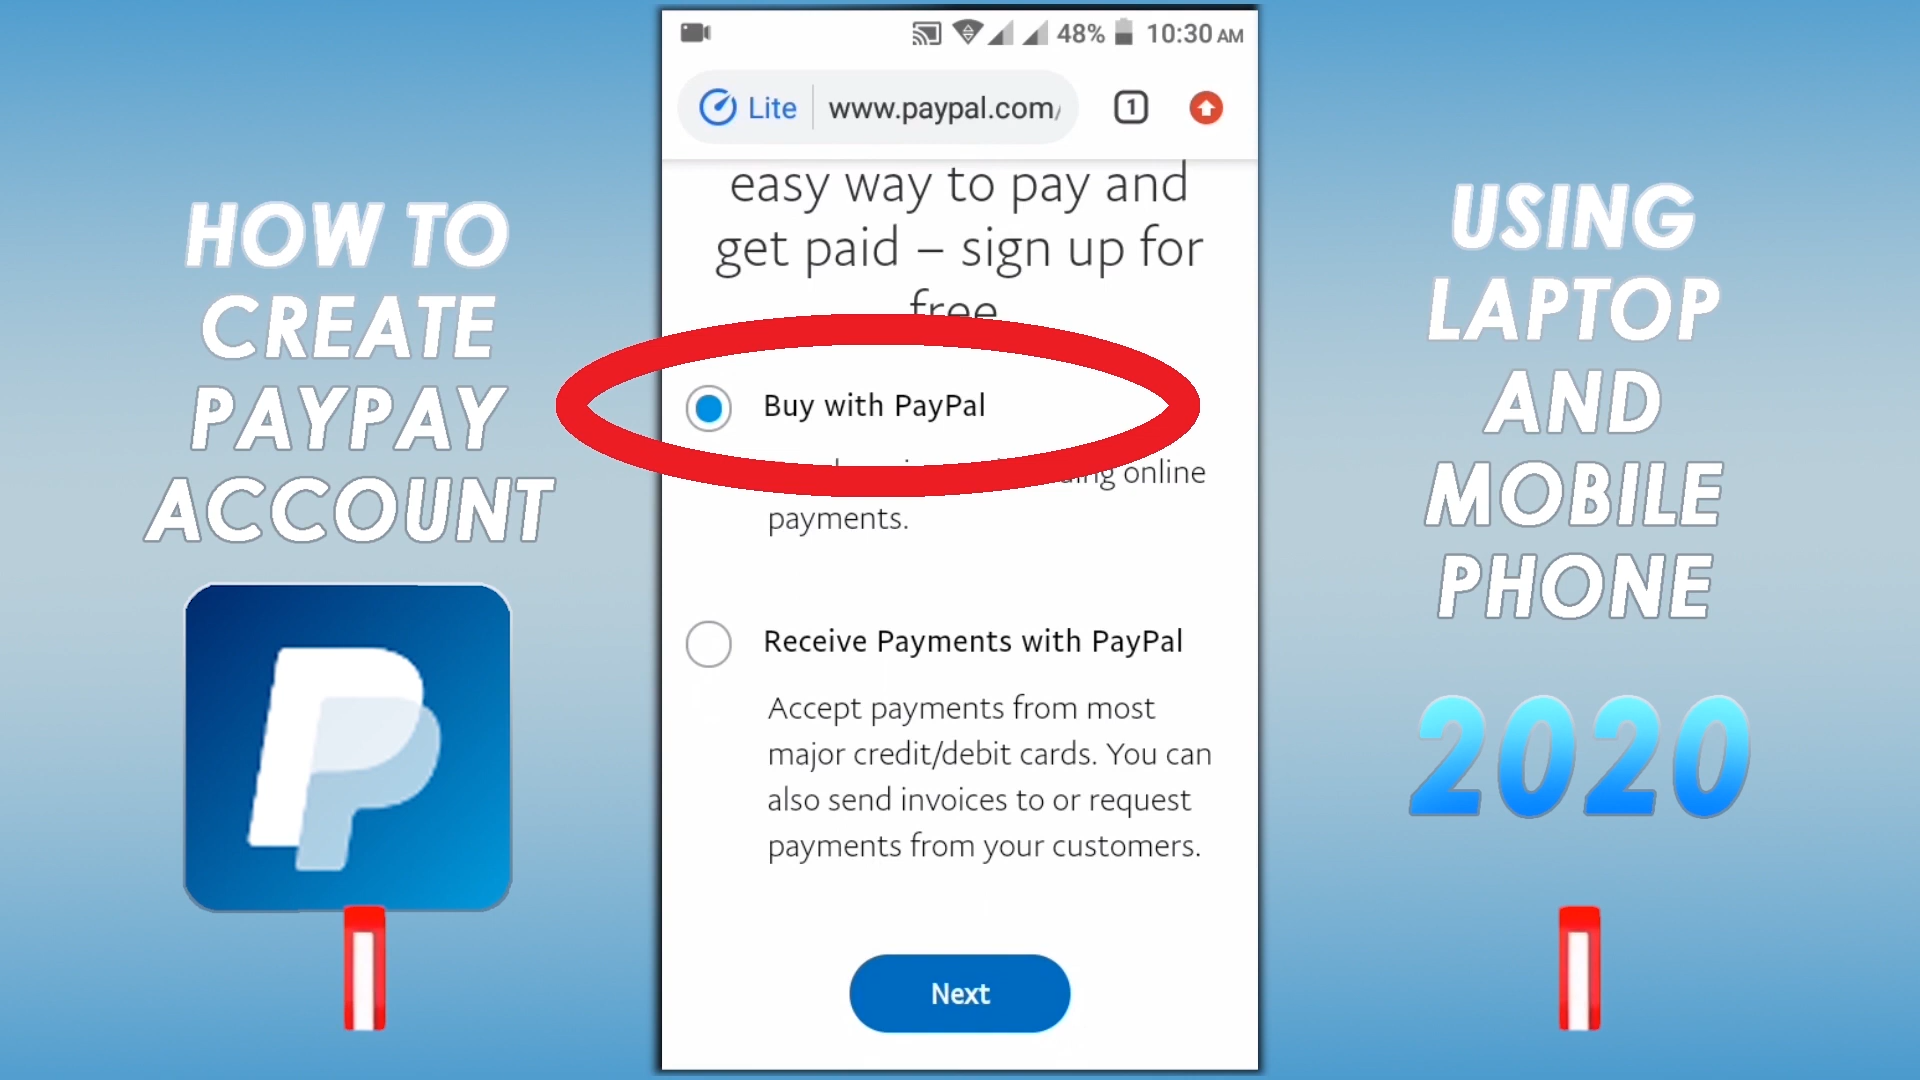 HOW TO
CREATE
PAYPAY
ACCOUNT
48% 10:30 AM
Lite www.paypal.com/
1
easy way to pay and
get paid – sign up for
free
Buy with PayPal
online
payments.
Receive Payments with PayPal
Accept payments from most
major credit/debit cards. You can
also send invoices to or request
payments from your customers.
Next
USING
LAPTOP
AND
MOBILE
PHONE
2020